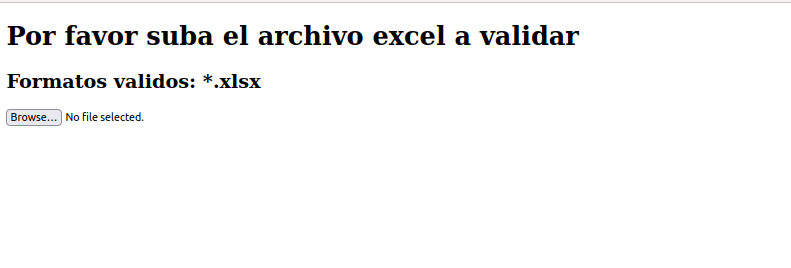 Por favor suba el archivo excel a validar
Formatos validos: *.xlsx
Browse... No file selected.